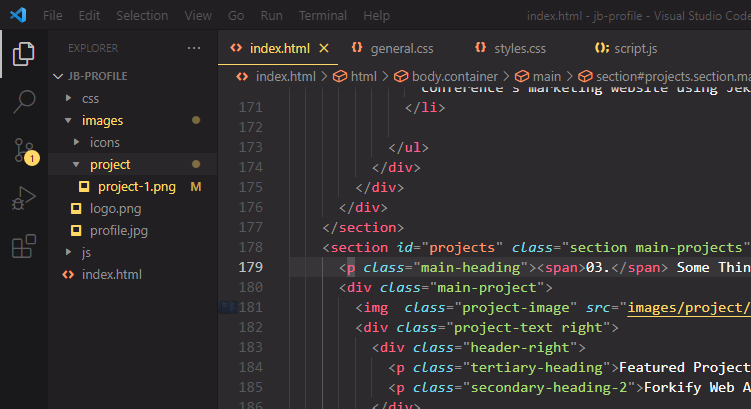 File Edit Selection View Go Run Terminal Help index.html - jb-profile - Visual Studio Code
EXPLORER ···
index.html × general.css styles.css script.js
JB-PROFILE
index.html > html > body.container > main > section#projects.section.ma
css
images
icons
project
project-1.png M
logo.png
profile.jpg
js
index.html
1
conference's marketing website using Jek
171 </li>
172
173 </ul>
174 </div>
175 </div>
176 </div>
177 </section>
178 <section id="projects" class="section main-projects"
179 <p class="main-heading"><span>03.</span> Some Thin
180 <div class="main-project">
181 <img  class="project-image" src="images/project/
182 <div class="project-text right">
183 <div class="header-right">
184 <p class="tertiary-heading">Featured Project
185 <p class="secondary-heading-2">Forkify Web A
186 </div>